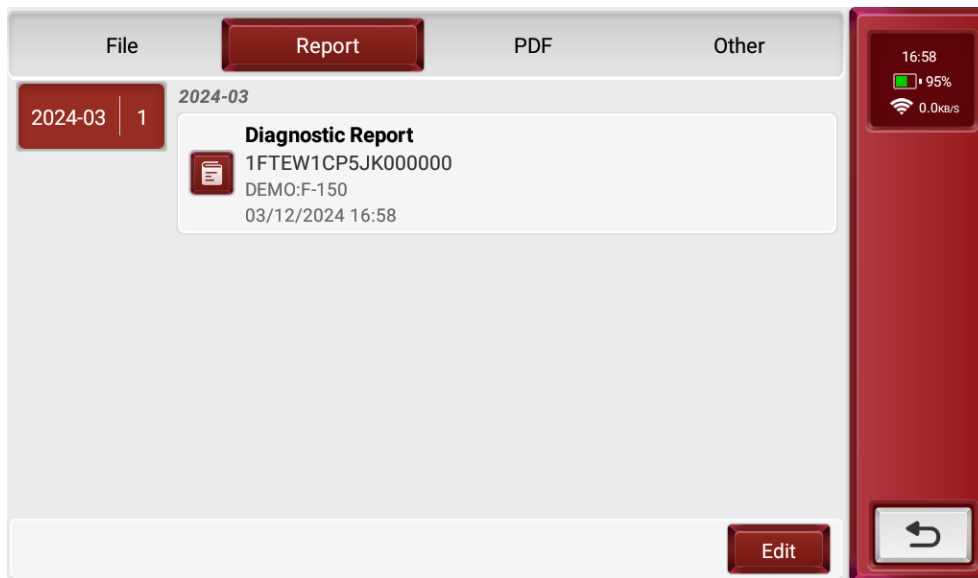 File Report PDF Other
16:58
95%
0.0KB/S
2024-03 1
2024-03
Diagnostic Report
1FTEW1CP5JK000000
DEMO:F-150
03/12/2024 16:58
Edit